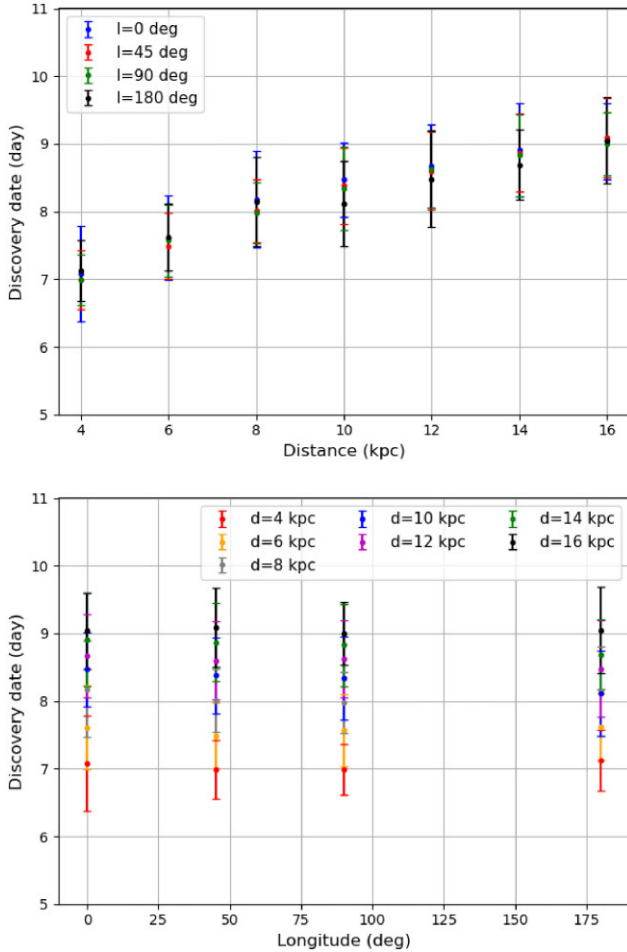 11
10
9
8
7
6
5
Discovery date (day)
l=0 deg
l=45 deg
l=90 deg
l=180 deg
4 6 8 10 12 14 16
Distance (kpc)
11
10
9
8
7
6
5
Discovery date (day)
d=4 kpc d=10 kpc d=14 kpc
d=6 kpc d=12 kpc d=16 kpc
d=8 kpc
0 25 50 75 100 125 150 175
Longitude (deg)